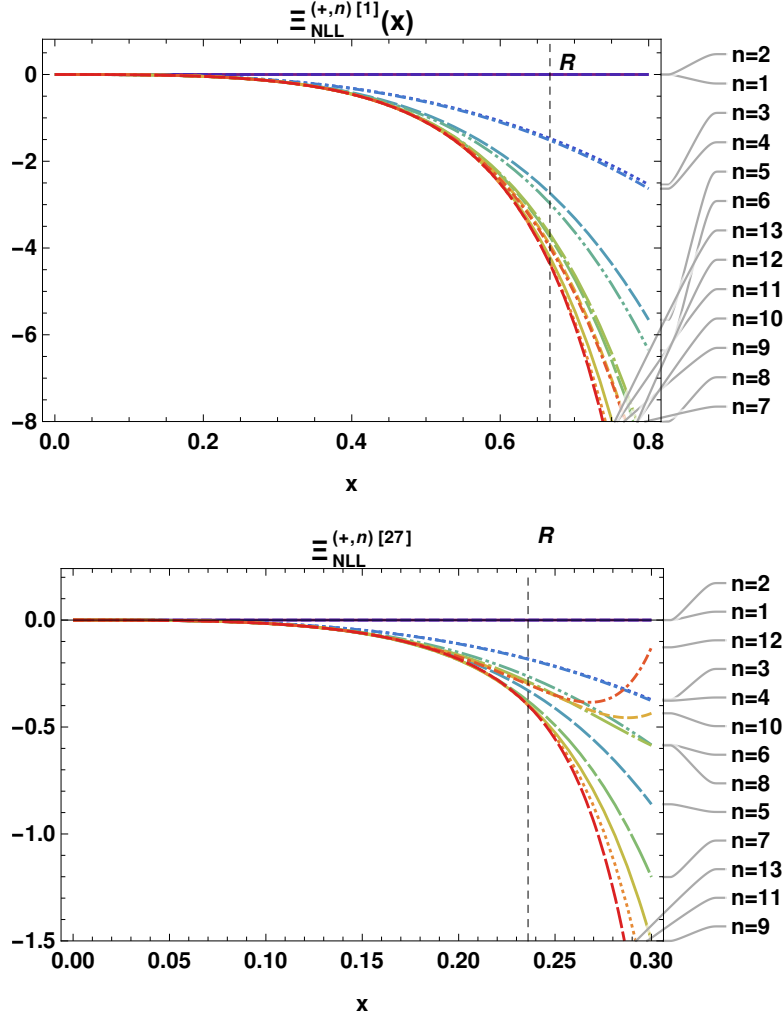 Ξ_NLL^(+,n) [1](x)
R
0
−2
−4
−6
−8
0.0 0.2 0.4 0.6 0.8
x
n=2
n=1
n=3
n=4
n=5
n=6
n=13
n=12
n=11
n=10
n=9
n=8
n=7
Ξ_NLL^(+,n) [27]
R
0.0
−0.5
−1.0
−1.5
0.00 0.05 0.10 0.15 0.20 0.25 0.30
x
n=2
n=1
n=12
n=3
n=4
n=10
n=6
n=8
n=5
n=7
n=13
n=11
n=9